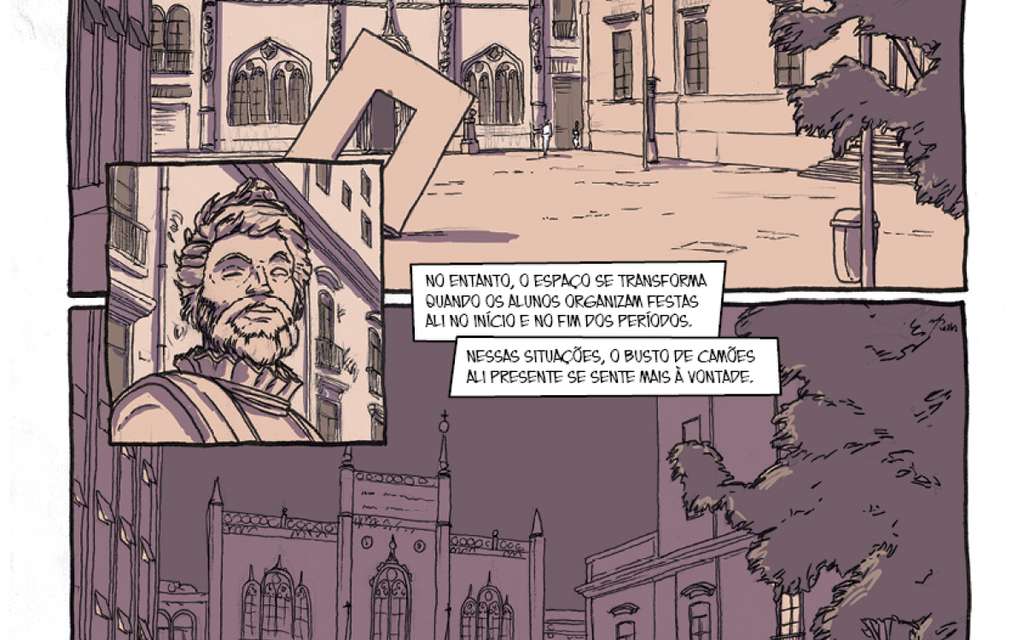 NO ENTANTO, O ESPAÇO SE TRANSFORMA
QUANDO OS ALUNOS ORGANIZAM FESTAS
ALI NO INÍCIO E NO FIM DOS PERÍODOS.
NESSAS SITUAÇÕES, O BUSTO DE CAMÕES
ALI PRESENTE SE SENTE MAIS À VONTADE.